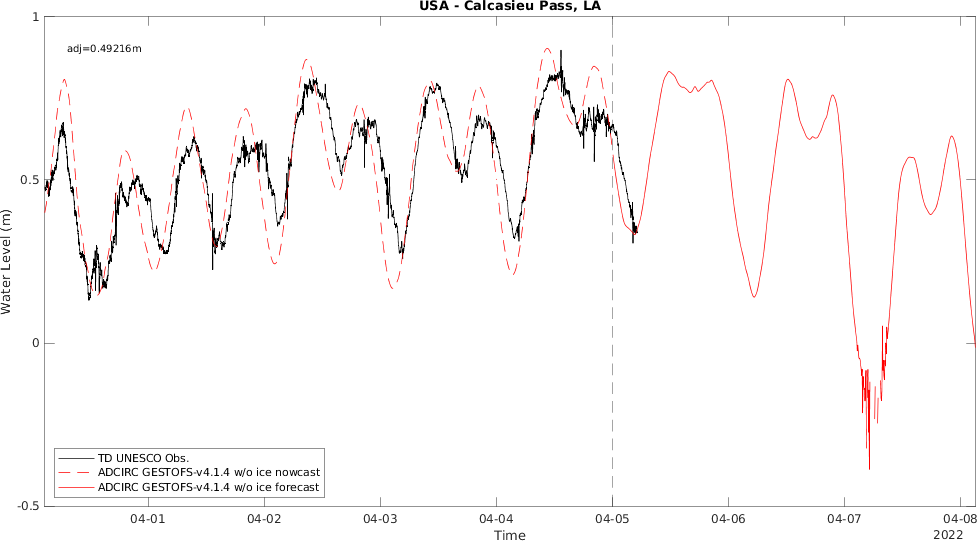 USA - Calcasieu Pass, LA
1
adj=0.49216m
0.5
Water Level (m)
0
TD UNESCO Obs.
ADCIRC GESTOFS-v4.1.4 w/o ice nowcast
ADCIRC GESTOFS-v4.1.4 w/o ice forecast
-0.5
04-01 04-02 04-03 04-04 04-05 04-06 04-07 04-08
Time
2022